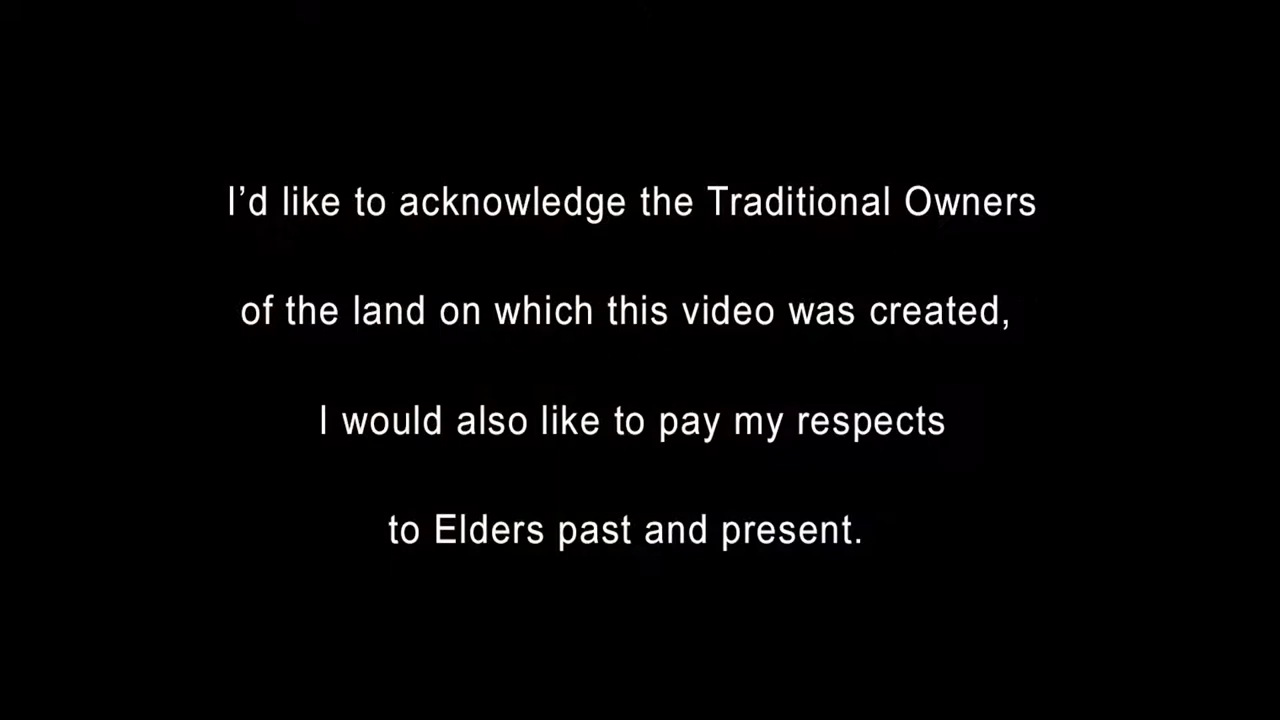 I’d like to acknowledge the Traditional Owners
of the land on which this video was created,
I would also like to pay my respects
to Elders past and present.